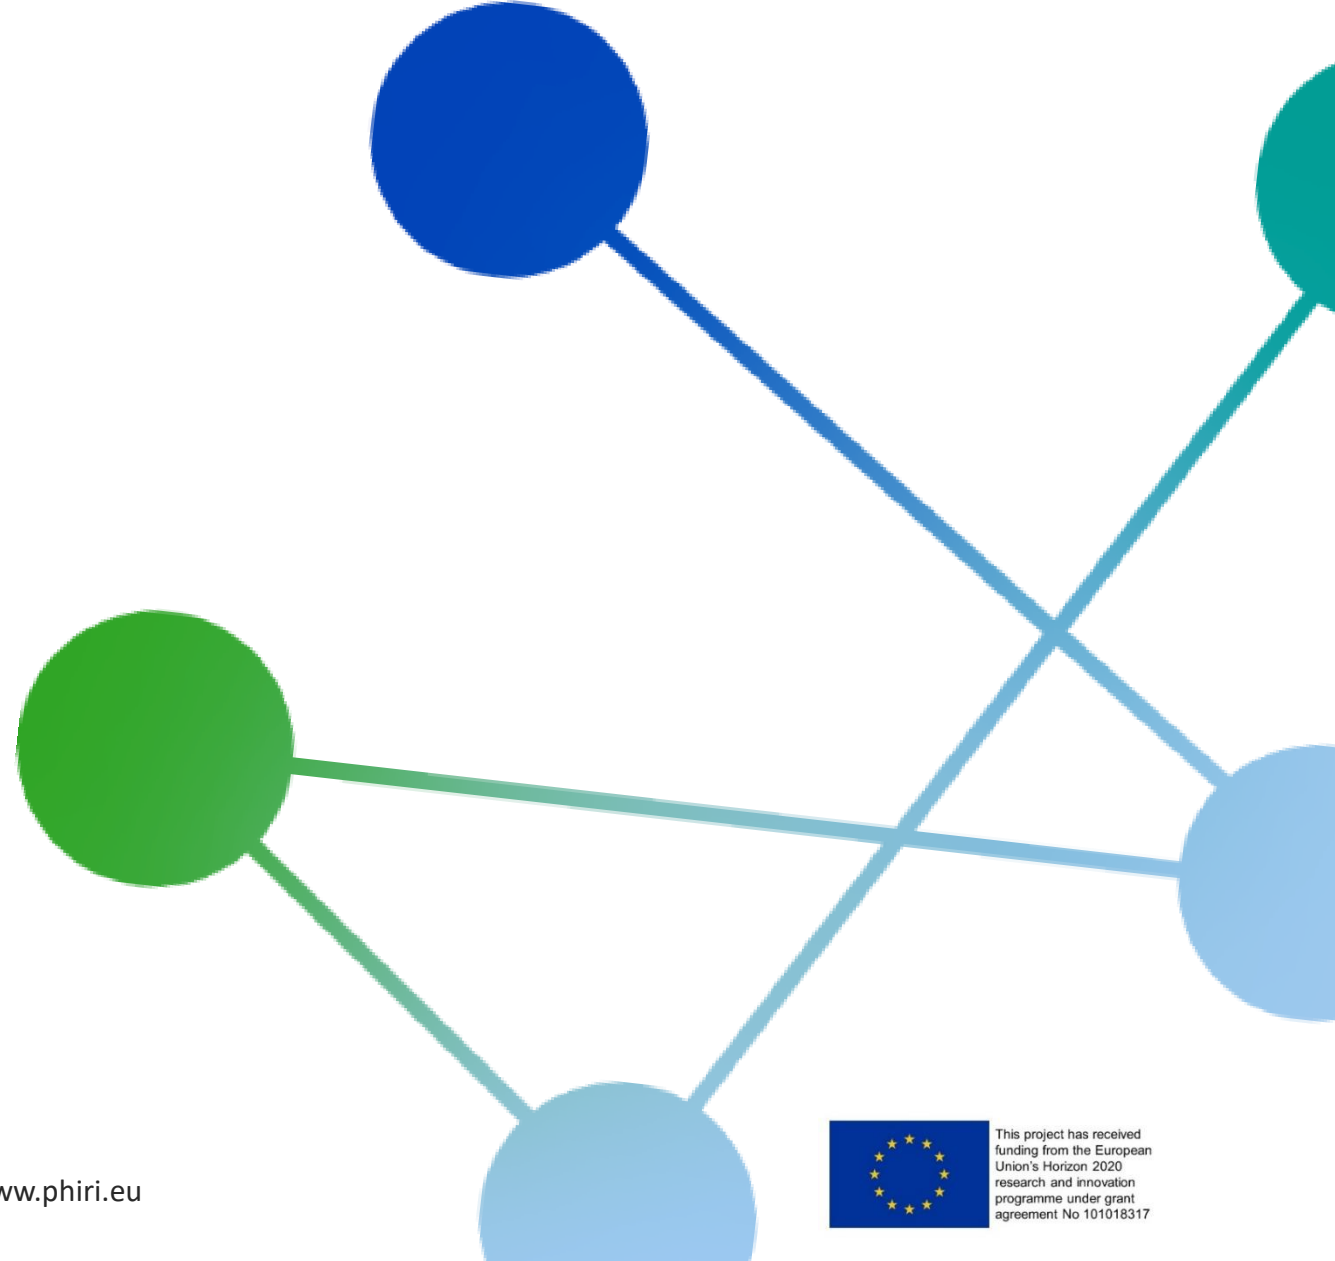 This project has received
funding from the European
Union's Horizon 2020
research and innovation
programme under grant
agreement No 101018317
ww.phiri.eu